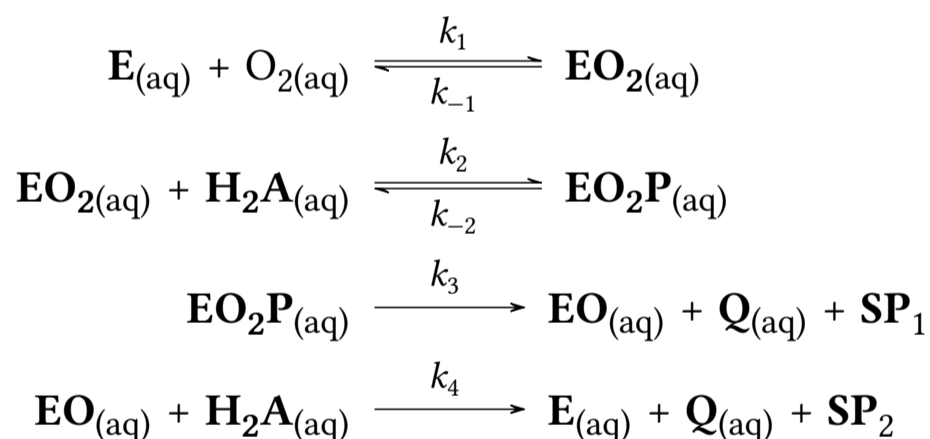 E(aq) + O2(aq) ⇌ EO2(aq) k1 k−1
EO2(aq) + H2A(aq) ⇌ EO2P(aq) k2 k−2
EO2P(aq) → EO(aq) + Q(aq) + SP1 k3
EO(aq) + H2A(aq) → E(aq) + Q(aq) + SP2 k4